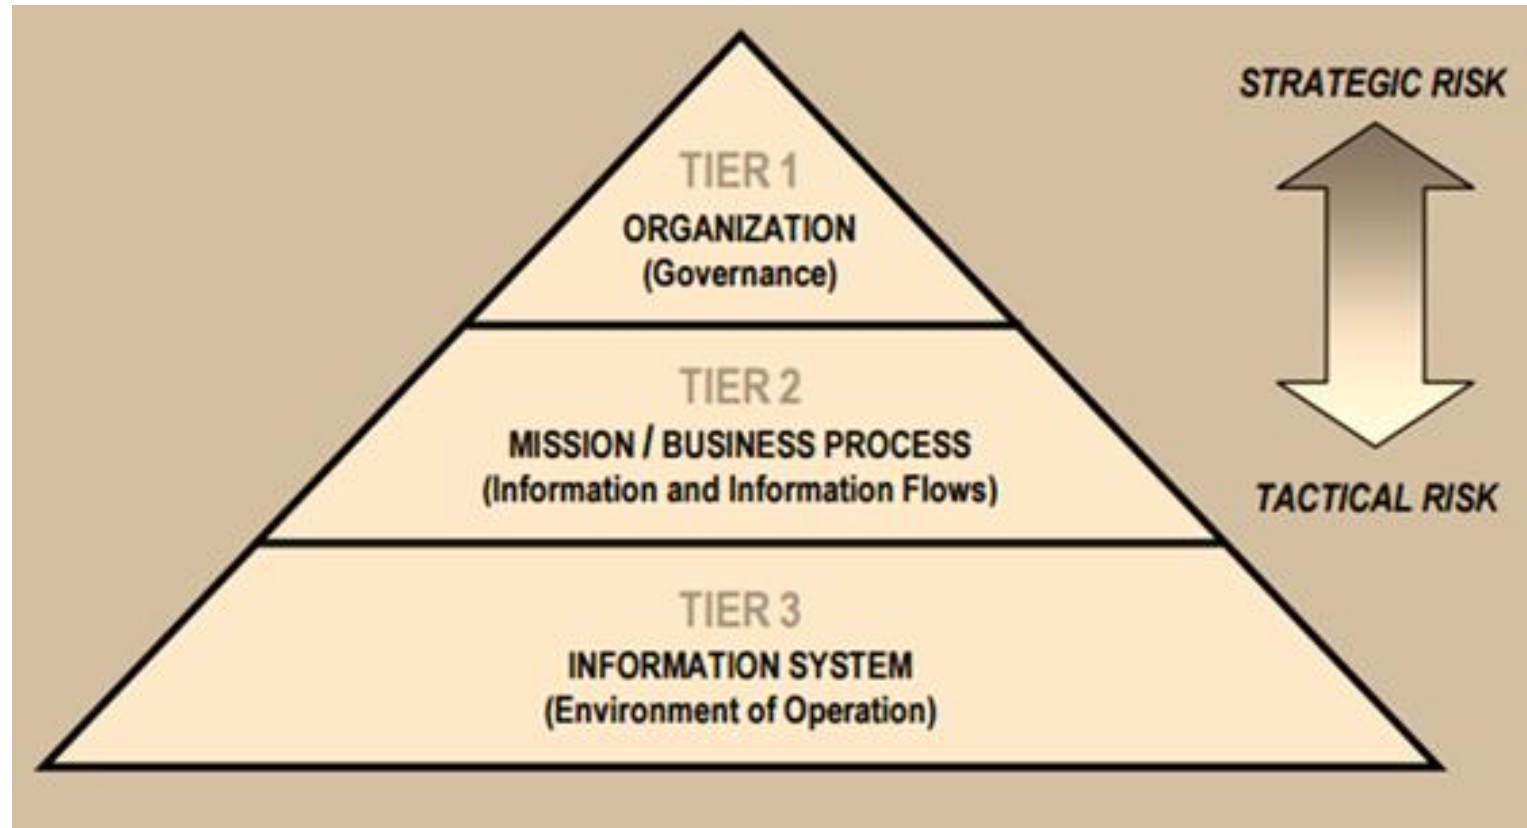 TIER 1
ORGANIZATION
(Governance)
TIER 2
MISSION / BUSINESS PROCESS
(Information and Information Flows)
TIER 3
INFORMATION SYSTEM
(Environment of Operation)
STRATEGIC RISK
TACTICAL RISK